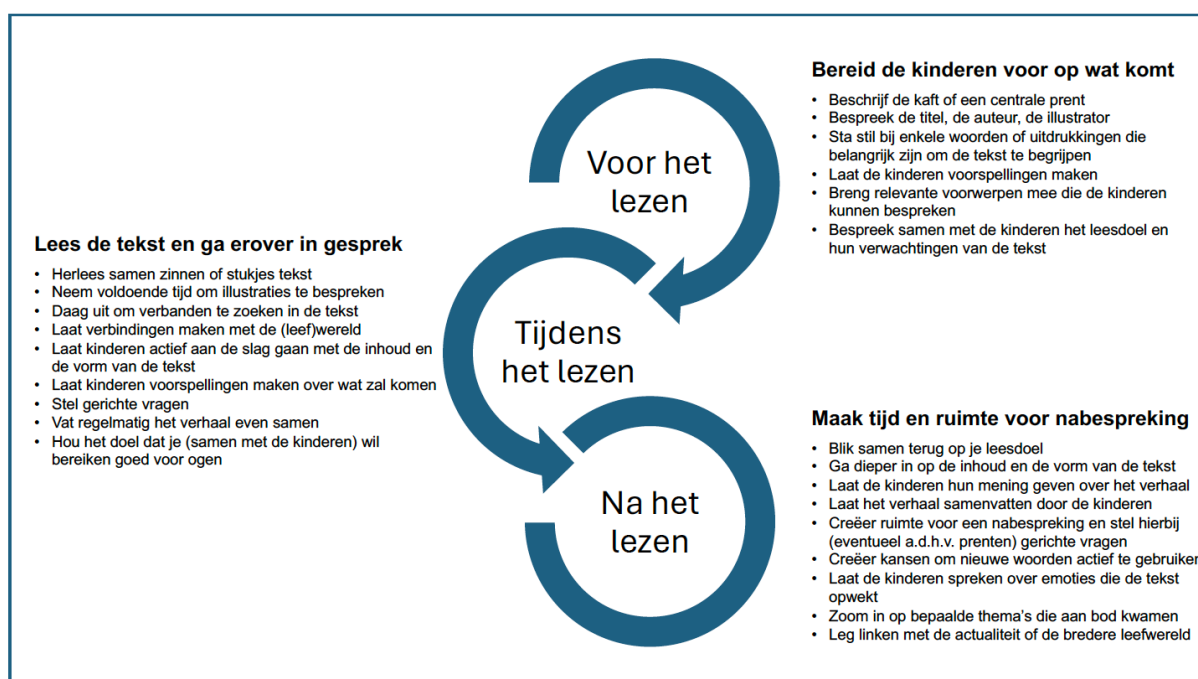 Voor het
lezen
Bereid de kinderen voor op wat komt
• Beschrijf de kaft of een centrale prent
• Bespreek de titel, de auteur, de illustrator
• Sta stil bij enkele woorden of uitdrukkingen die
belangrijk zijn om de tekst te begrijpen
• Laat de kinderen voorspellingen maken
• Breng relevante voorwerpen mee die de kinderen
kunnen bespreken
• Bespreek samen met de kinderen het leesdoel en
hun verwachtingen van de tekst
Tijdens
het lezen
Lees de tekst en ga erover in gesprek
• Herlees samen zinnen of stukjes tekst
• Neem voldoende tijd om illustraties te bespreken
• Daag uit om verbanden te zoeken in de tekst
• Laat verbindingen maken met de (leef)wereld
• Laat kinderen actief aan de slag gaan met de inhoud en
de vorm van de tekst
• Laat kinderen voorspellingen maken over wat zal komen
• Stel gerichte vragen
• Vat regelmatig het verhaal even samen
• Hou het doel dat je (samen met de kinderen) wil
bereiken goed voor ogen
Na het
lezen
Maak tijd en ruimte voor nabespreking
• Blik samen terug op je leesdoel
• Ga dieper in op de inhoud en de vorm van de tekst
• Laat de kinderen hun mening geven over het verhaal
• Laat het verhaal samenvatten door de kinderen
• Creëer ruimte voor een nabespreking en stel hierbij
(eventueel a.d.h.v. prenten) gerichte vragen
• Creëer kansen om nieuwe woorden actief te gebruiken
• Laat de kinderen spreken over emoties die de tekst
opwekt
• Zoom in op bepaalde thema's die aan bod kwamen
• Leg linken met de actualiteit of de bredere leefwereld